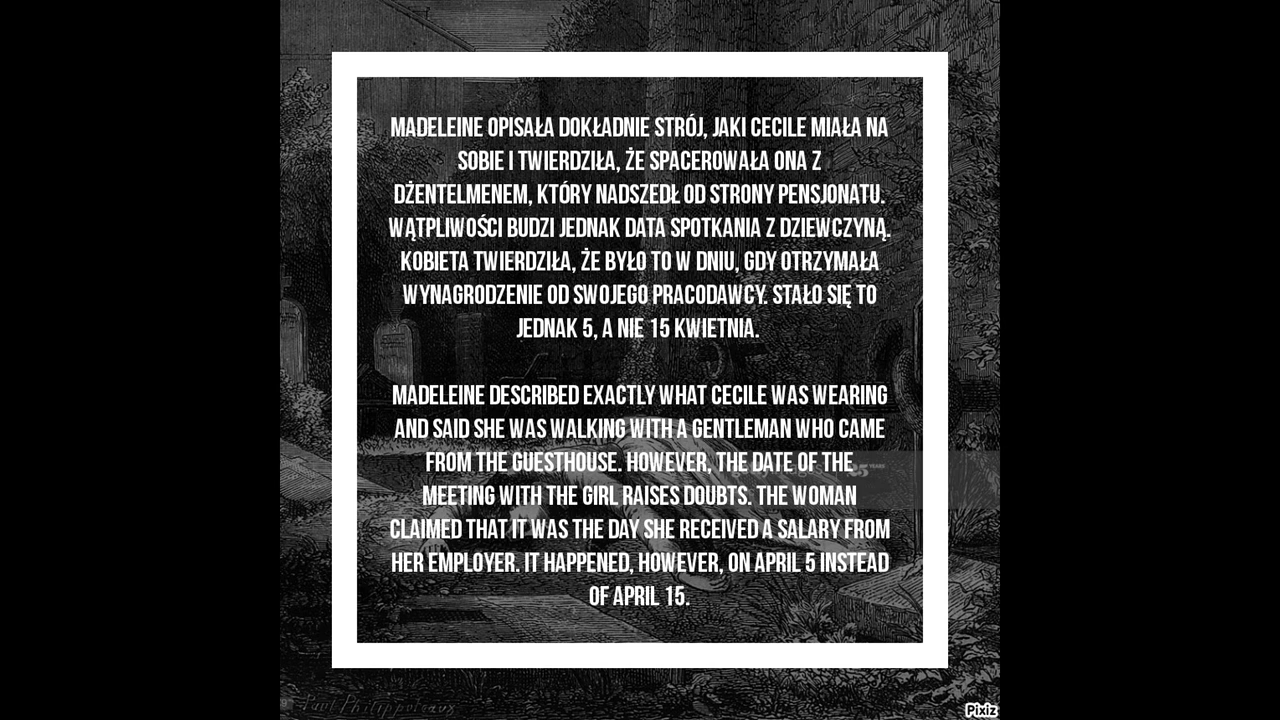 MADELEINE OPISAŁA DOKŁADNIE STRÓJ, JAKI CECILE MIAŁA NA
SOBIE I TWIERDZIŁA, ŻE SPACEROWAŁA ONA Z
DŻENTELMENEM, KTÓRY NADSZEDŁ OD STRONY PENSJONATU.
WĄTPLIWOŚCI BUDZI JEDNAK DATA SPOTKANIA Z DZIEWCZYNĄ.
KOBIETA TWIERDZIŁA, ŻE BYŁO TO W DNIU, GDY OTRZYMAŁA
WYNAGRODZENIE OD SWOJEGO PRACODAWCY. STAŁO SIĘ TO
JEDNAK 5, A NIE 15 KWIETNIA.
MADELEINE DESCRIBED EXACTLY WHAT CECILE WAS WEARING
AND SAID SHE WAS WALKING WITH A GENTLEMAN WHO CAME
FROM THE GUESTHOUSE. HOWEVER, THE DATE OF THE
MEETING WITH THE GIRL RAISES DOUBTS. THE WOMAN
CLAIMED THAT IT WAS THE DAY SHE RECEIVED A SALARY FROM
HER EMPLOYER. IT HAPPENED, HOWEVER, ON APRIL 5 INSTEAD
OF APRIL 15.
Paul Philippoteaux
Pixiz